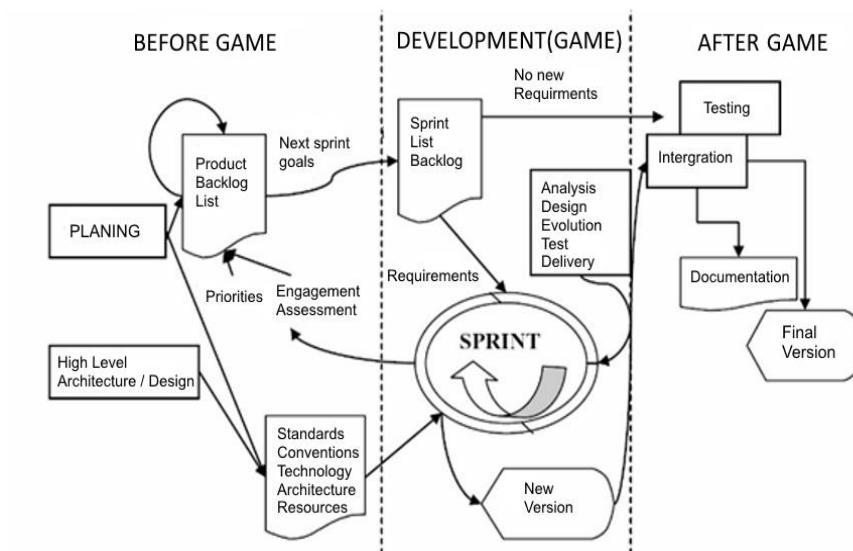 BEFORE GAME
DEVELOPMENT(GAME)
AFTER GAME
No new
Requirments
Testing
Sprint
List
Backlog
Next sprint
goals
Product
Backlog
List
Intergration
Analysis
Design
Evolution
Test
Delivery
PLANING
Requirements
Documentation
Priorities
Engagement
Assessment
SPRINT
Final
Version
High Level
Architecture / Design
Standards
Conventions
Technology
Architecture
Resources
New
Version